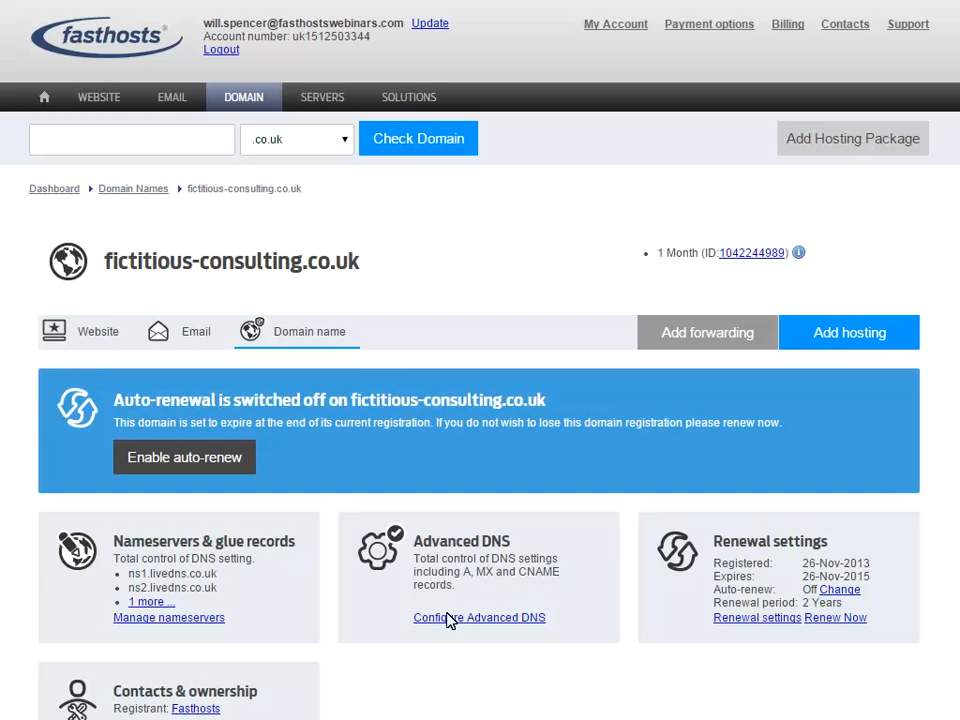 fasthosts®
will.spencer@fasthostswebinars.com Update
Account number: uk1512503344
Logout
My Account Payment options Billing Contacts Support
WEBSITE EMAIL DOMAIN SERVERS SOLUTIONS
.co.uk Check Domain Add Hosting Package
Dashboard Domain Names fictitious-consulting.co.uk
fictitious-consulting.co.uk
1 Month (ID:1042244989)
Website Email Domain name Add forwarding Add hosting
Auto-renewal is switched off on fictitious-consulting.co.uk
This domain is set to expire at the end of its current registration. If you do not wish to lose this domain registration please renew now.
Enable auto-renew
Nameservers & glue records
Total control of DNS setting.
ns1.livedns.co.uk
ns2.livedns.co.uk
1 more ...
Manage nameservers
Advanced DNS
Total control of DNS settings
including A, MX and CNAME
records.
Configure Advanced DNS
Renewal settings
Registered: 26-Nov-2013
Expires: 26-Nov-2015
Auto-renew: Off Change
Renewal period: 2 Years
Renewal settings Renew Now
Contacts & ownership
Registrant: Fasthosts